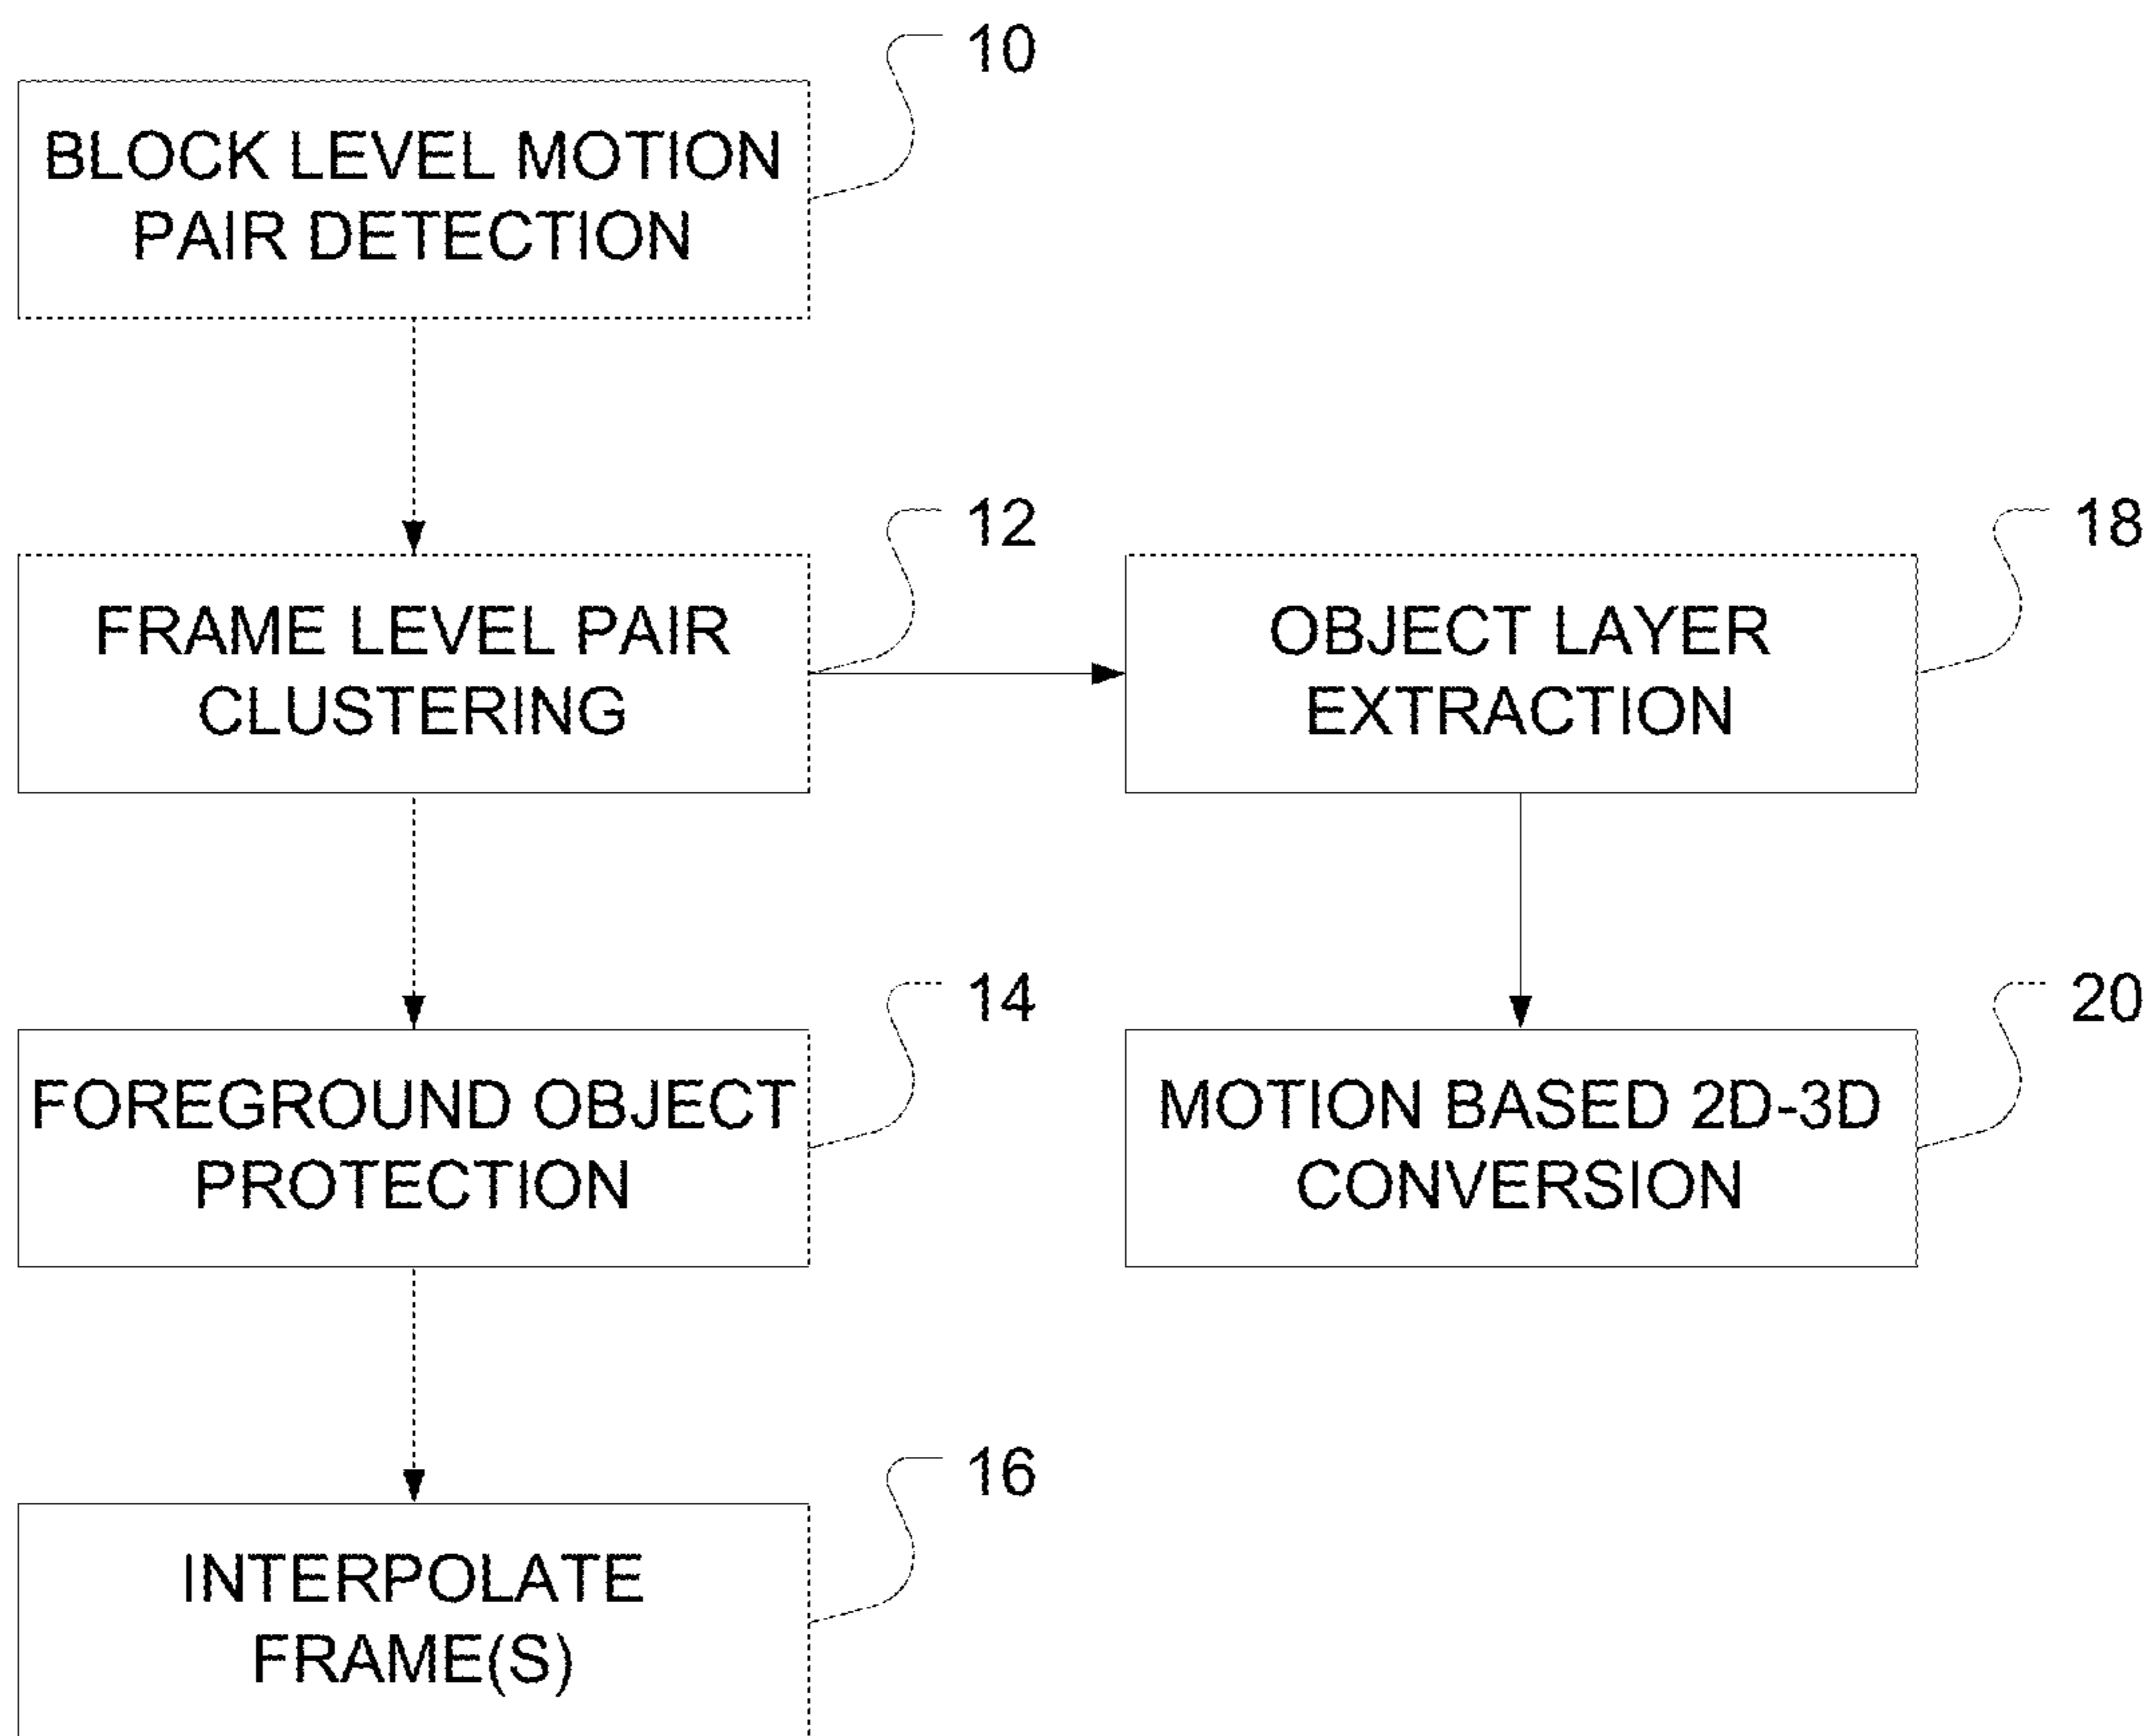 10
BLOCK LEVEL MOTION
PAIR DETECTION
12
FRAME LEVEL PAIR
CLUSTERING
18
OBJECT LAYER
EXTRACTION
14
FOREGROUND OBJECT
PROTECTION
20
MOTION BASED 2D-3D
CONVERSION
16
INTERPOLATE
FRAME(S)